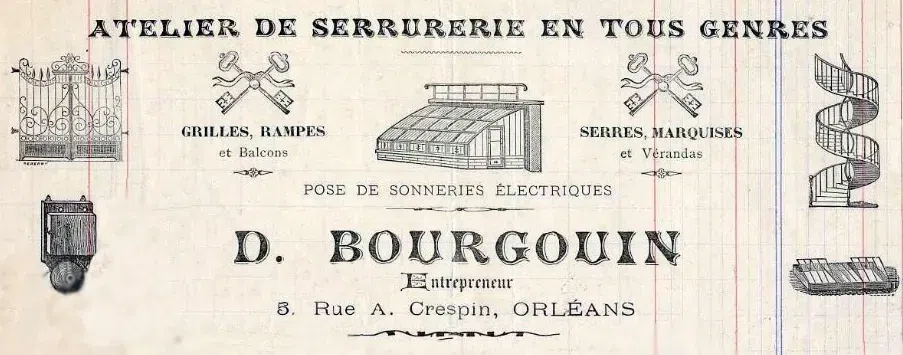 ATELIER DE SERRURERIE EN TOUS GENRES
GRILLES, RAMPES
et Balcons
SERRES, MARQUISES
et Vérandas
POSE DE SONNERIES ÉLECTRIQUES
D. BOURGOUIN
Entrepreneur
5. Rue A. Crespin, ORLÉANS